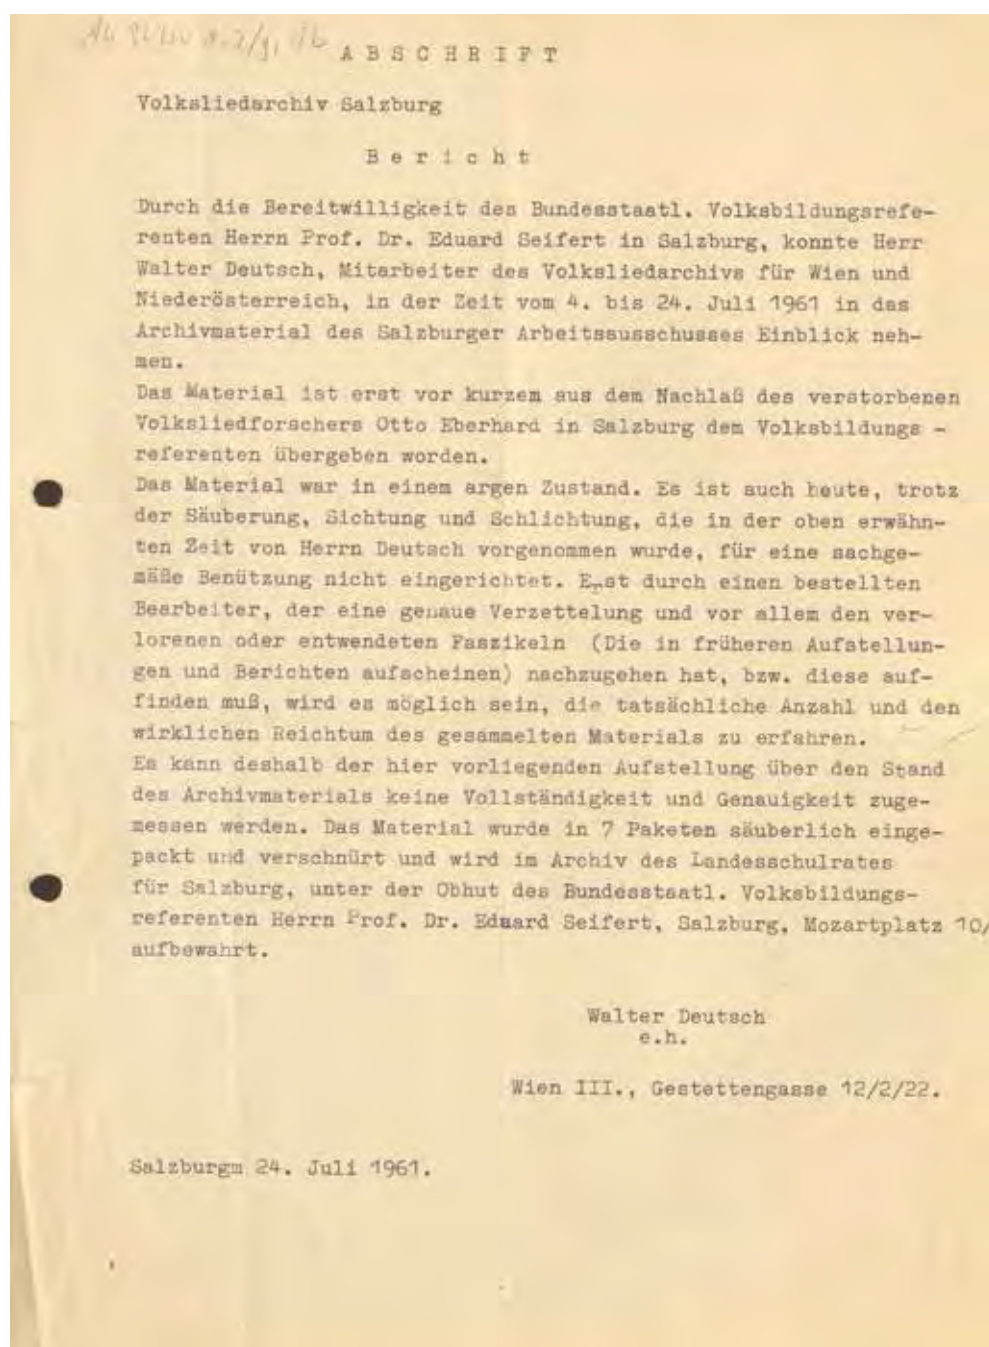 A B S C H R I F T
Volksliedarchiv Salzburg
B e r i c h t
Durch die Bereitwilligkeit des Bundesstaatl. Volksbildungsrefe-
renten Herrn Prof. Dr. Eduard Seifert in Salzburg, konnte Herr
Walter Deutsch, Mitarbeiter des Volksliedarchivs für Wien und
Niederösterreich, in der Zeit vom 4. bis 24. Juli 1961 in das
Archivmaterial des Salzburger Arbeitsausschusses Einblick neh-
men.
Das Material ist erst vor kurzem aus dem Nachlaß des verstorbenen
Volksliedforschers Otto Eberhard in Salzburg dem Volksbildungs -
referenten übergeben worden.
Das Material war in einem argen Zustand. Es ist auch heute, trotz
der Säuberung, Sichtung und Schlichtung, die in der oben erwähn-
ten Zeit von Herrn Deutsch vorgenommen wurde, für eine sachge-
mäße Benützung nicht eingerichtet. Erst durch einen bestellten
Bearbeiter, der eine genaue Verzettelung und vor allem den ver-
lorenen oder entwendeten Faszikeln (Die in früheren Aufstellun-
gen und Berichten aufscheinen) nachzugehen hat, bzw. diese auf-
finden muß, wird es möglich sein, die tatsächliche Anzahl und den
wirklichen Reichtum des gesammelten Materials zu erfahren.
Es kann deshalb der hier vorliegenden Aufstellung über den Stand
des Archivmaterials keine Vollständigkeit und Genauigkeit zuge-
messen werden. Das Material wurde in 7 Paketen säuberlich einge-
packt und verschnürt und wird im Archiv des Landesschulrates
für Salzburg, unter der Obhut des Bundesstaatl. Volksbildungs-
referenten Herrn Prof. Dr. Eduard Seifert, Salzburg, Mozartplatz 10/
aufbewahrt.
Walter Deutsch
e.h.
Wien III., Gestettengasse 12/2/22.
Salzburgm 24. Juli 1961.